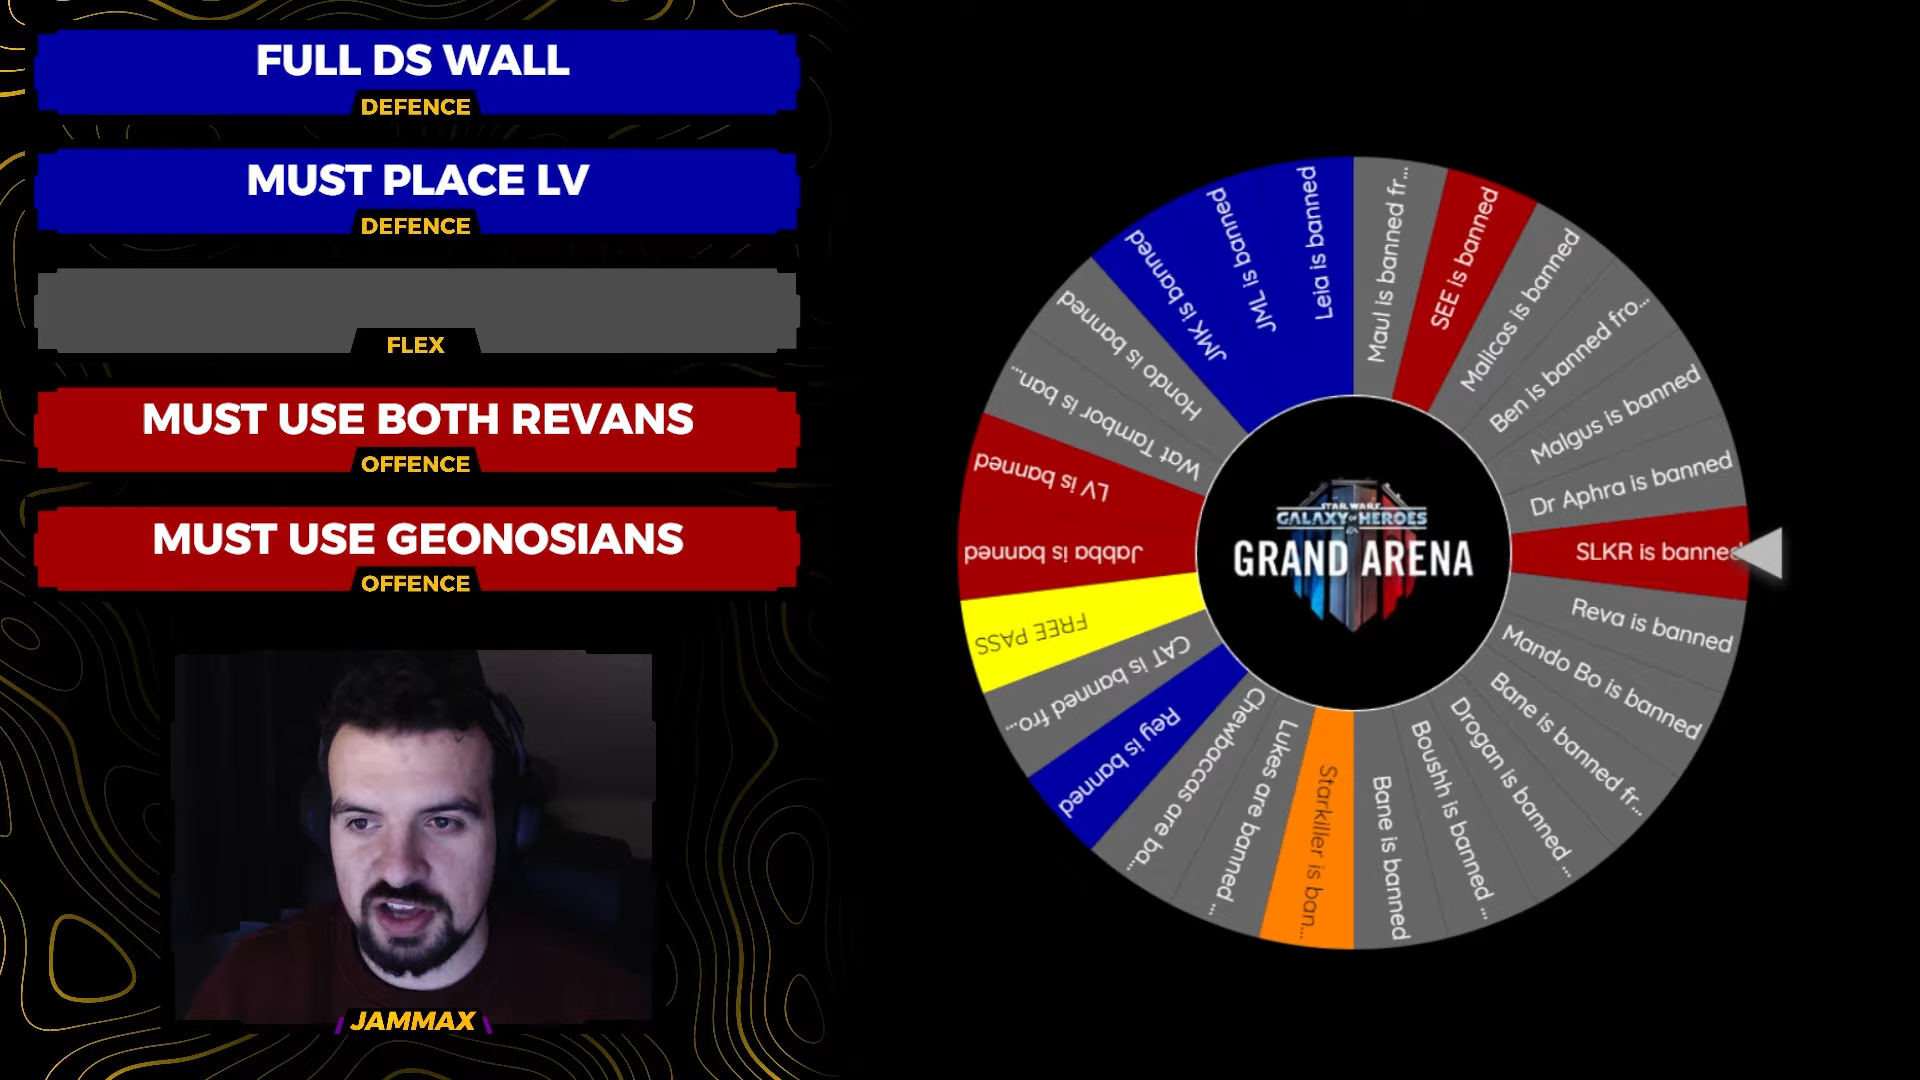 FULL DS WALL
DEFENCE
MUST PLACE LV
DEFENCE
FLEX
MUST USE BOTH REVANS
OFFENCE
MUST USE GEONOSIANS
OFFENCE
JAMMAX
Maul is banned fr...
SEE is banned
Malicos is banned
Ben is banned fro...
Malgus is banned
Dr Aphra is banned
SLKR is banned
Reva is banned
Mando Bo is banned
Bane is banned fr...
Drogan is banned ...
Boushh is banned ...
Bane is banned
Starkiller is ban...
Lukes are banned ...
Chewbaccas are ba...
Rey is banned
CAT is banned fro...
FREE PASS
Jabba is banned
LV is banned
Wat Tambor is ban...
Hondo is banned
JMK is banned
JML is banned
Leia is banned
STAR WARS
GALAXY OF HEROES
GRAND ARENA